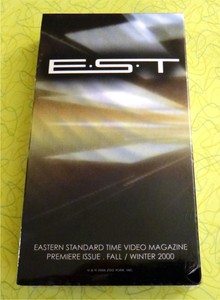 E·S·T
EASTERN STANDARD TIME VIDEO MAGAZINE
PREMIERE ISSUE . FALL / WINTER 2000